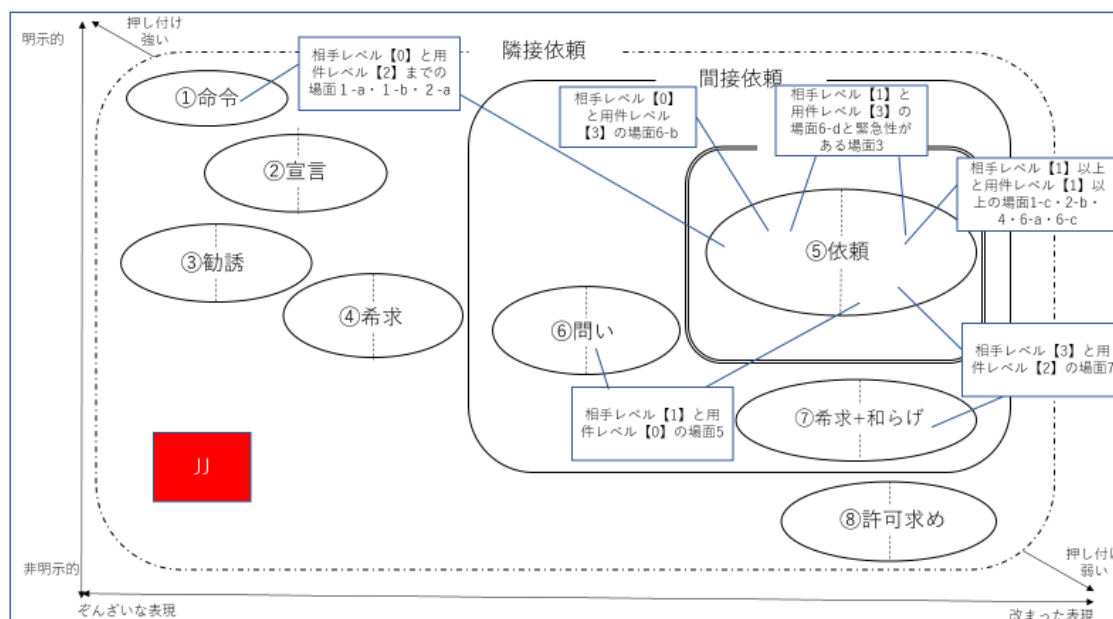 押し付け
強い
明示的
隣接依頼
相手レベル【0】と用
件レベル【2】までの
場面1-a・1-b・2-a
①命令
間接依頼
相手レベル【0】
と用件レベル
【3】の場面6-b
相手レベル【1】と
用件レベル【3】の
場面6-dと緊急性が
ある場面3
②宣言
相手レベル【1】以上
と用件レベル【1】以
上の場面1-c・2-b・
4・6-a・6-c
③勧誘
⑤依頼
④希求
⑥問い
相手レベル【3】と用
件レベル【2】の場面7
相手レベル【1】と用
件レベル【0】の場面5
⑦希求+和らげ
JJ
⑧許可求め
非明示的
押し付け
弱い
ぞんざいな表現
改まった表現